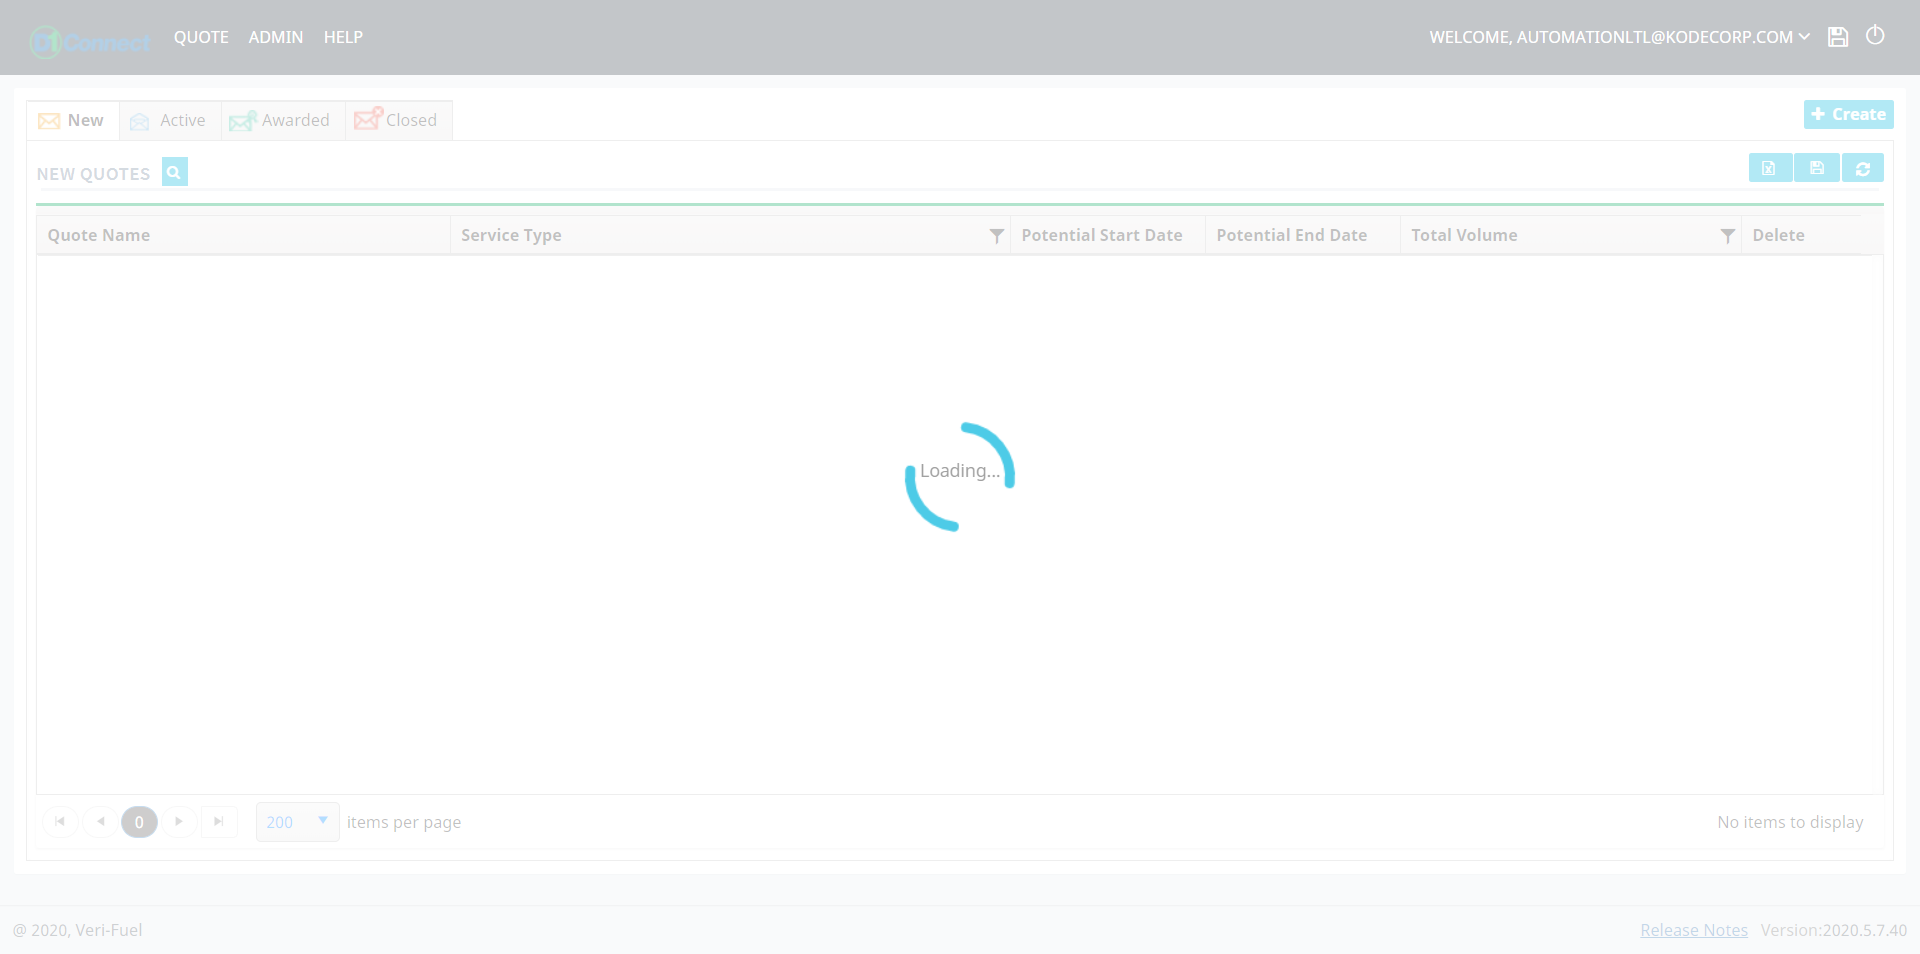 D1Connect QUOTE ADMIN HELP WELCOME, AUTOMATIONLTL@KODECORP.COM
New Active Awarded Closed Create
NEW QUOTES
Quote Name Service Type Potential Start Date Potential End Date Total Volume Delete
Loading...
0 200 items per page No items to display
@ 2020, Veri-Fuel Release Notes Version:2020.5.7.40